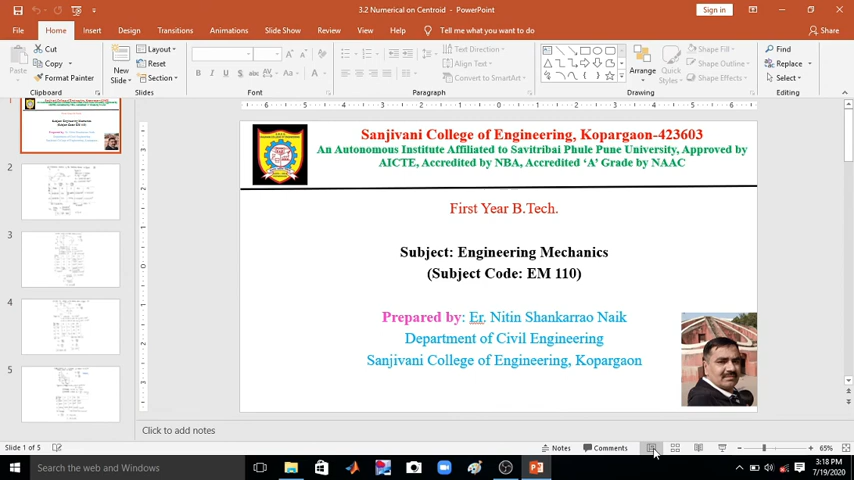 3.2 Numerical on Centroid - PowerPoint
Sign in
File Home Insert Design Transitions Animations Slide Show Review View Help Tell me what you want to do Share
Paste
Cut
Copy
Format Painter
Clipboard
New Slide
Layout
Reset
Section
Slides
Font
Paragraph
Text Direction
Align Text
Convert to SmartArt
Arrange
Quick Styles
Shape Fill
Shape Outline
Shape Effects
Drawing
Find
Replace
Select
Editing
Sanjivani College of Engineering, Kopargaon-423603
An Autonomous Institute Affiliated to Savitribai Phule Pune University, Approved by
AICTE, Accredited by NBA, Accredited ‘A’ Grade by NAAC
First Year B.Tech.
Subject: Engineering Mechanics
(Subject Code: EM 110)
Prepared by: Er. Nitin Shankarrao Naik
Department of Civil Engineering
Sanjivani College of Engineering, Kopargaon
1
2
3
4
5
Click to add notes
Slide 1 of 5
Notes
Comments
65%
Search the web and Windows
3:18 PM
7/19/2020